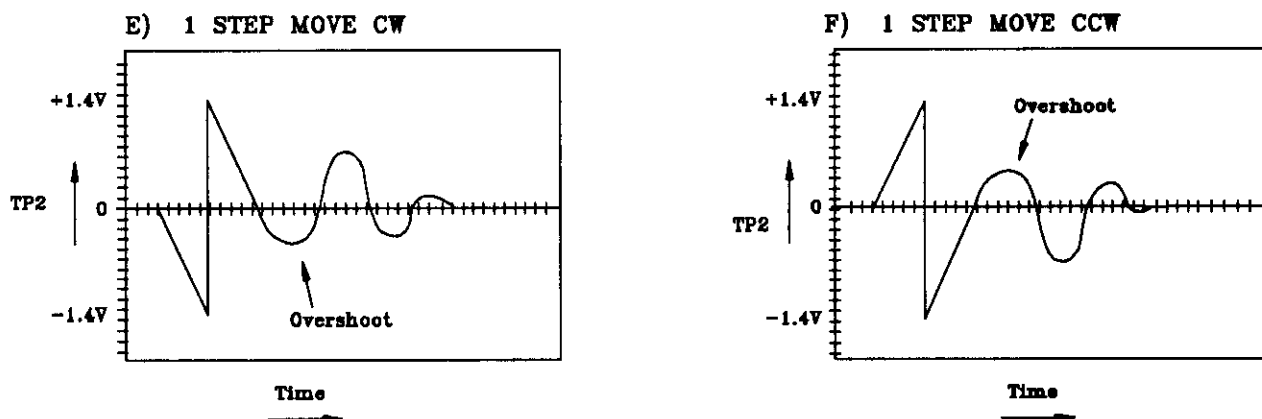 E) 1 STEP MOVE CW
+1.4V
TP2
0
-1.4V
Overshoot
Time
F) 1 STEP MOVE CCW
+1.4V
Overshoot
TP2
0
-1.4V
Time